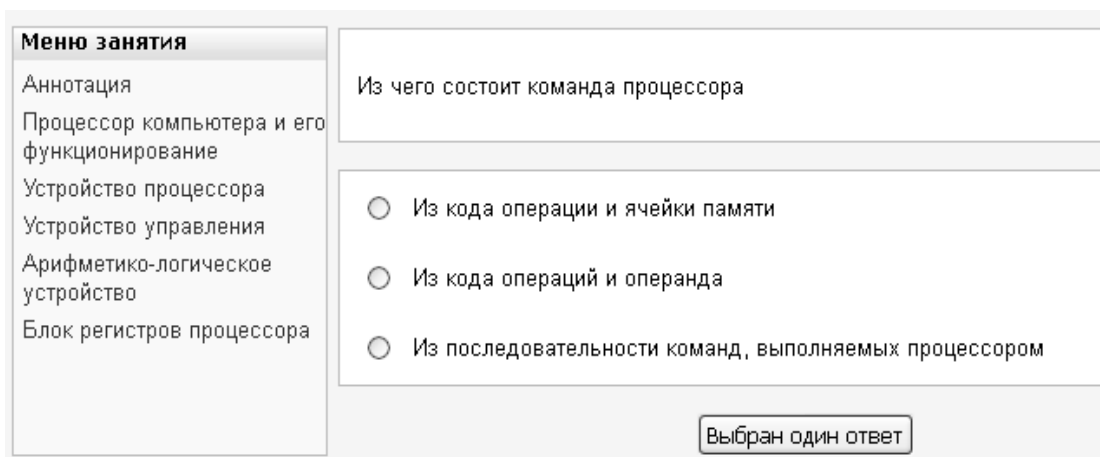 Меню занятия
Аннотация
Процессор компьютера и его
функционирование
Устройство процессора
Устройство управления
Арифметико-логическое
устройство
Блок регистров процессора
Из чего состоит команда процессора
Из кода операции и ячейки памяти
Из кода операций и операнда
Из последовательности команд, выполняемых процессором
Выбран один ответ